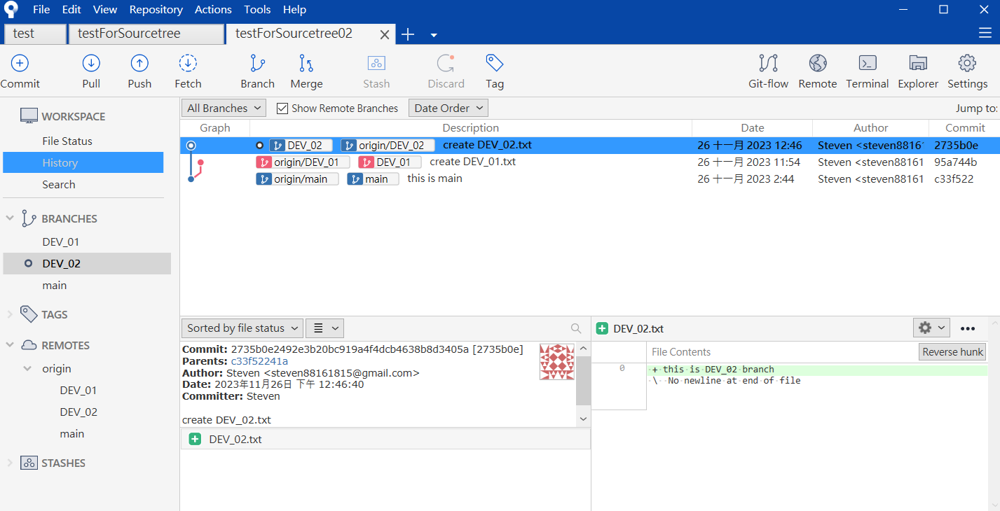 File Edit View Repository Actions Tools Help
test testForSourcetree testForSourcetree02
Commit Pull Push Fetch Branch Merge Stash Discard Tag Git-flow Remote Terminal Explorer Settings
WORKSPACE
File Status
History
Search
BRANCHES
DEV_01
DEV_02
main
TAGS
REMOTES
origin
DEV_01
DEV_02
main
STASHES
All Branches Show Remote Branches Date Order Jump to:
Graph Description Date Author Commit
DEV_02 origin/DEV_02 create DEV_02.txt 26 十一月 2023 12:46 Steven <steven88161 2735b0e
origin/DEV_01 DEV_01 create DEV_01.txt 26 十一月 2023 11:54 Steven <steven88161 95a744b
origin/main main this is main 26 十一月 2023 2:44 Steven <steven88161 c33f522
Sorted by file status
Commit: 2735b0e2492e3b20bc919a4f4dcb4638b8d3405a [2735b0e]
Parents: c33f52241a
Author: Steven <steven88161815@gmail.com>
Date: 2023年11月26日 下午 12:46:40
Committer: Steven
create DEV_02.txt
DEV_02.txt
DEV_02.txt
File Contents Reverse hunk
0 + this is DEV_02 branch
\ No newline at end of file